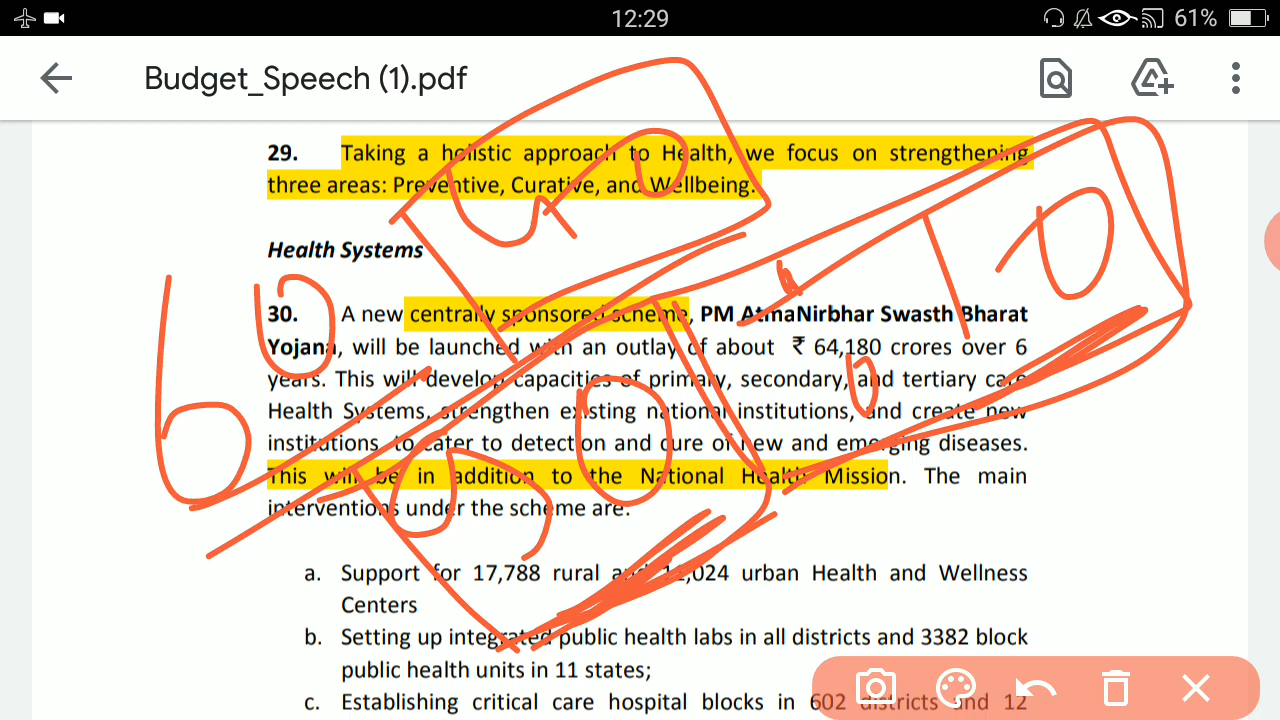 12:29
61%
Budget_Speech (1).pdf
29. Taking a holistic approach to Health, we focus on strengthening
three areas: Preventive, Curative, and Wellbeing.
Health Systems
30. A new centrally sponsored scheme, PM AtmaNirbhar Swasth Bharat
Yojana, will be launched with an outlay of about ₹ 64,180 crores over 6
years. This will develop capacities of primary, secondary, and tertiary care
Health Systems, strengthen existing national institutions, and create new
institutions, to cater to detection and cure of new and emerging diseases.
This will be in addition to the National Health Mission. The main
interventions under the scheme are:
a. Support for 17,788 rural and 11,024 urban Health and Wellness
Centers
b. Setting up integrated public health labs in all districts and 3382 block
public health units in 11 states;
c. Establishing critical care hospital blocks in 602 districts and 12
60
40